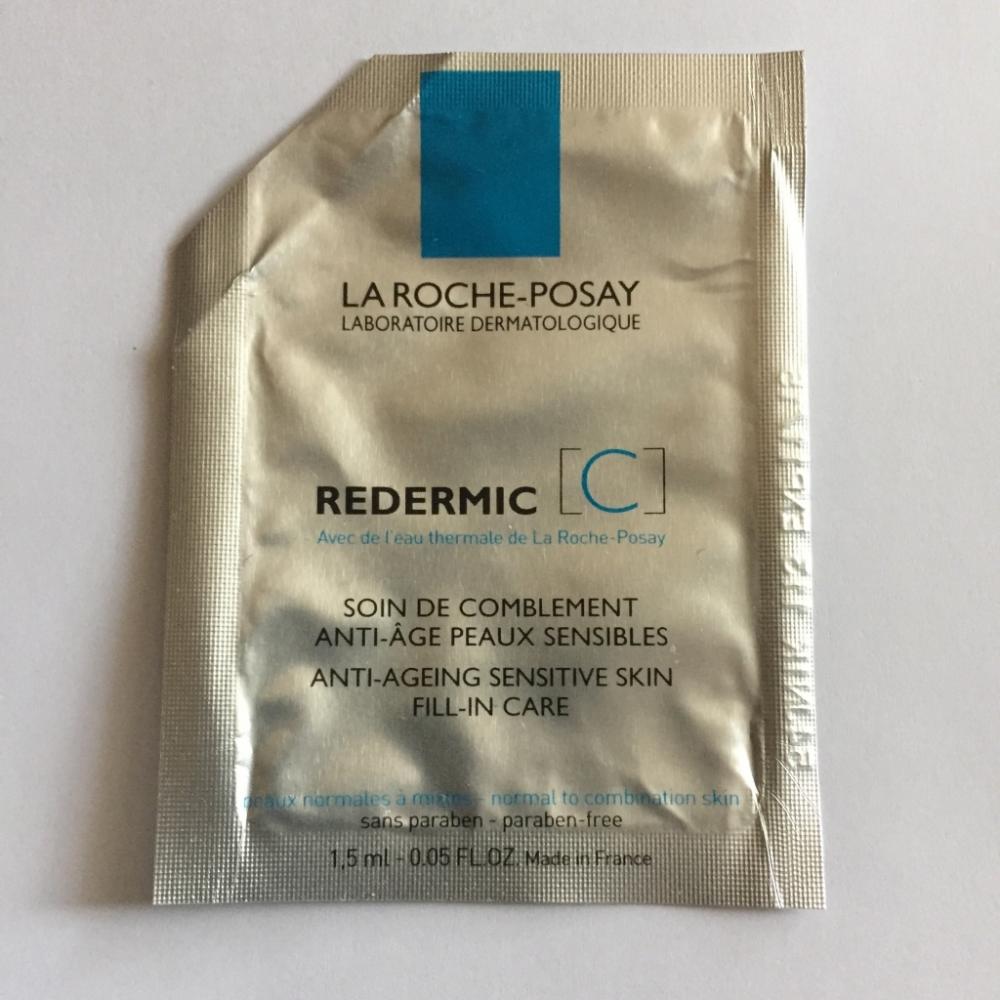 LA ROCHE-POSAY
LABORATOIRE DERMATOLOGIQUE
REDERMIC [C]
Avec de l'eau thermale de La Roche-Posay
SOIN DE COMBLEMENT
ANTI-ÂGE PEAUX SENSIBLES
ANTI-AGEING SENSITIVE SKIN
FILL-IN CARE
peaux normales à mixtes - normal to combination skin
sans paraben - paraben-free
1,5 ml - 0.05 FL.OZ. Made in France